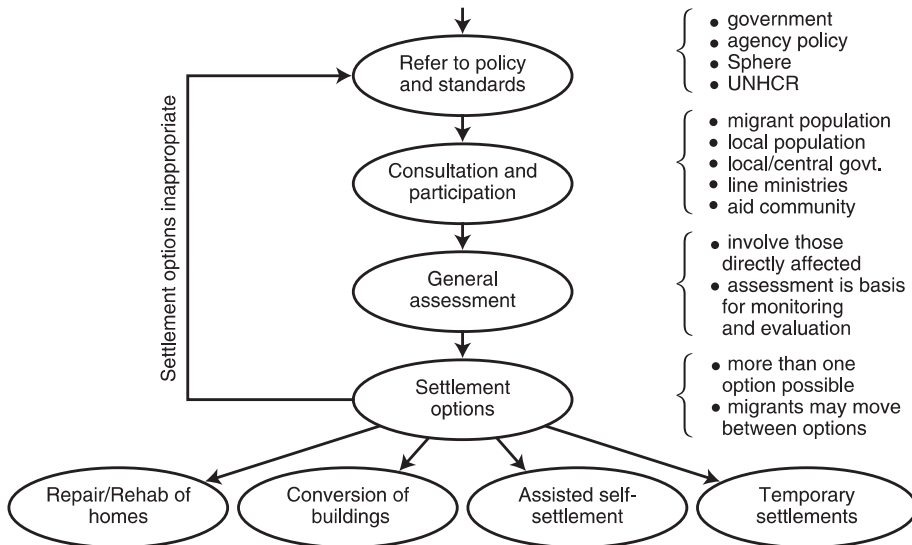 Refer to policy
and standards
• government
• agency policy
• Sphere
• UNHCR
Settlement options inappropriate
Consultation and
participation
• migrant population
• local population
• local/central govt.
• line ministries
• aid community
General
assessment
• involve those
directly affected
• assessment is basis
for monitoring
and evaluation
Settlement
options
• more than one
option possible
• migrants may move
between options
Repair/Rehab of
homes
Conversion of
buildings
Assisted self-
settlement
Temporary
settlements